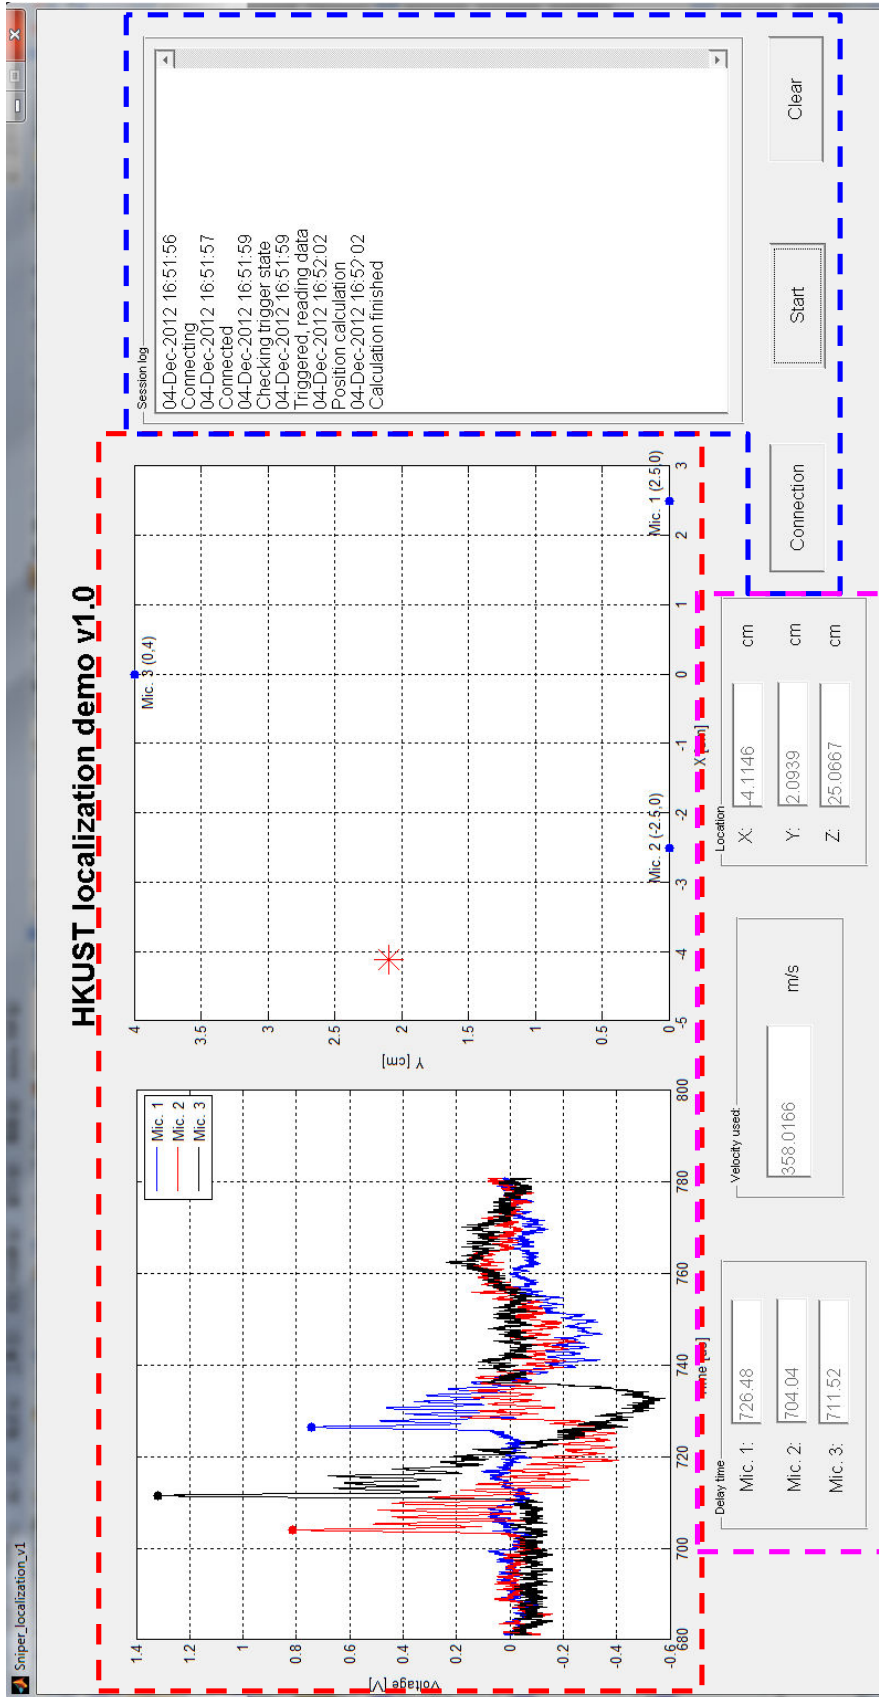 Sniper_localization_v1
HKUST localization demo v1.0
Voltage [V]
1.4
1.2
1
0.8
0.6
0.4
0.2
0
-0.2
-0.4
-0.6
680
700
720
740
760
780
800
Mic. 1
Mic. 2
Mic. 3
Y [cm]
4
3.5
3
2.5
2
1.5
1
0.5
0
-5
-4
-3
-2
-1
0
1
2
3
X [cm]
Mic. 3 (0,4)
Mic. 2 (-2.5,0)
Mic. 1 (2.5,0)
Session log
04-Dec-2012 16:51:56
Connecting
04-Dec-2012 16:51:57
Connected
04-Dec-2012 16:51:59
Checking trigger state
04-Dec-2012 16:51:59
Triggered, reading data
04-Dec-2012 16:52:02
Position calculation
04-Dec-2012 16:52:02
Calculation finished
Delay time
Mic. 1: 726.48
Mic. 2: 704.04
Mic. 3: 711.52
Velocity used:
358.0166 m/s
Location
X: -4.1146 cm
Y: 2.0939 cm
Z: 25.0667 cm
Connection
Start
Clear